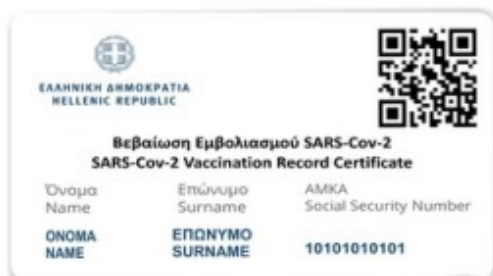 ΕΛΛΗΝΙΚΗ ΔΗΜΟΚΡΑΤΙΑ
HELLENIC REPUBLIC
Βεβαίωση Εμβολιασμού SARS-Cov-2
SARS-Cov-2 Vaccination Record Certificate
Όνομα Επώνυμο ΑΜΚΑ
Name Surname Social Security Number
ΟΝΟΜΑ ΕΠΩΝΥΜΟ
NAME SURNAME 10101010101